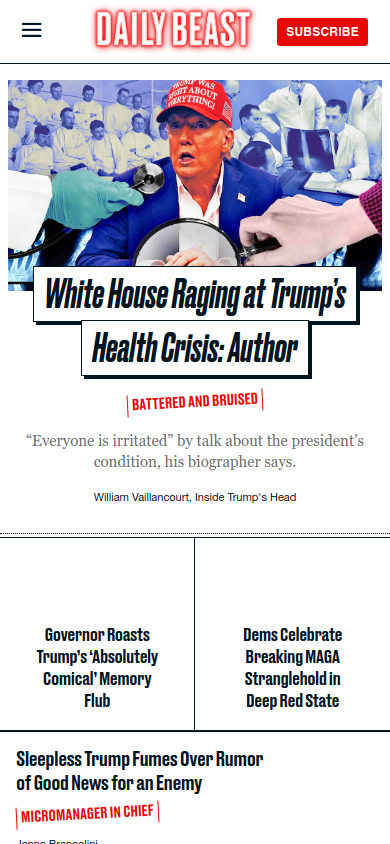 DAILY BEAST
SUBSCRIBE
TRUMP WAS
RIGHT ABOUT
EVERYTHING!
White House Raging at Trump's
Health Crisis: Author
BATTERED AND BRUISED
“Everyone is irritated” by talk about the president’s
condition, his biographer says.
William Vaillancourt, Inside Trump's Head
Governor Roasts
Trump’s ‘Absolutely
Comical’ Memory
Flub
Dems Celebrate
Breaking MAGA
Stranglehold in
Deep Red State
Sleepless Trump Fumes Over Rumor
of Good News for an Enemy
MICROMANAGER IN CHIEF